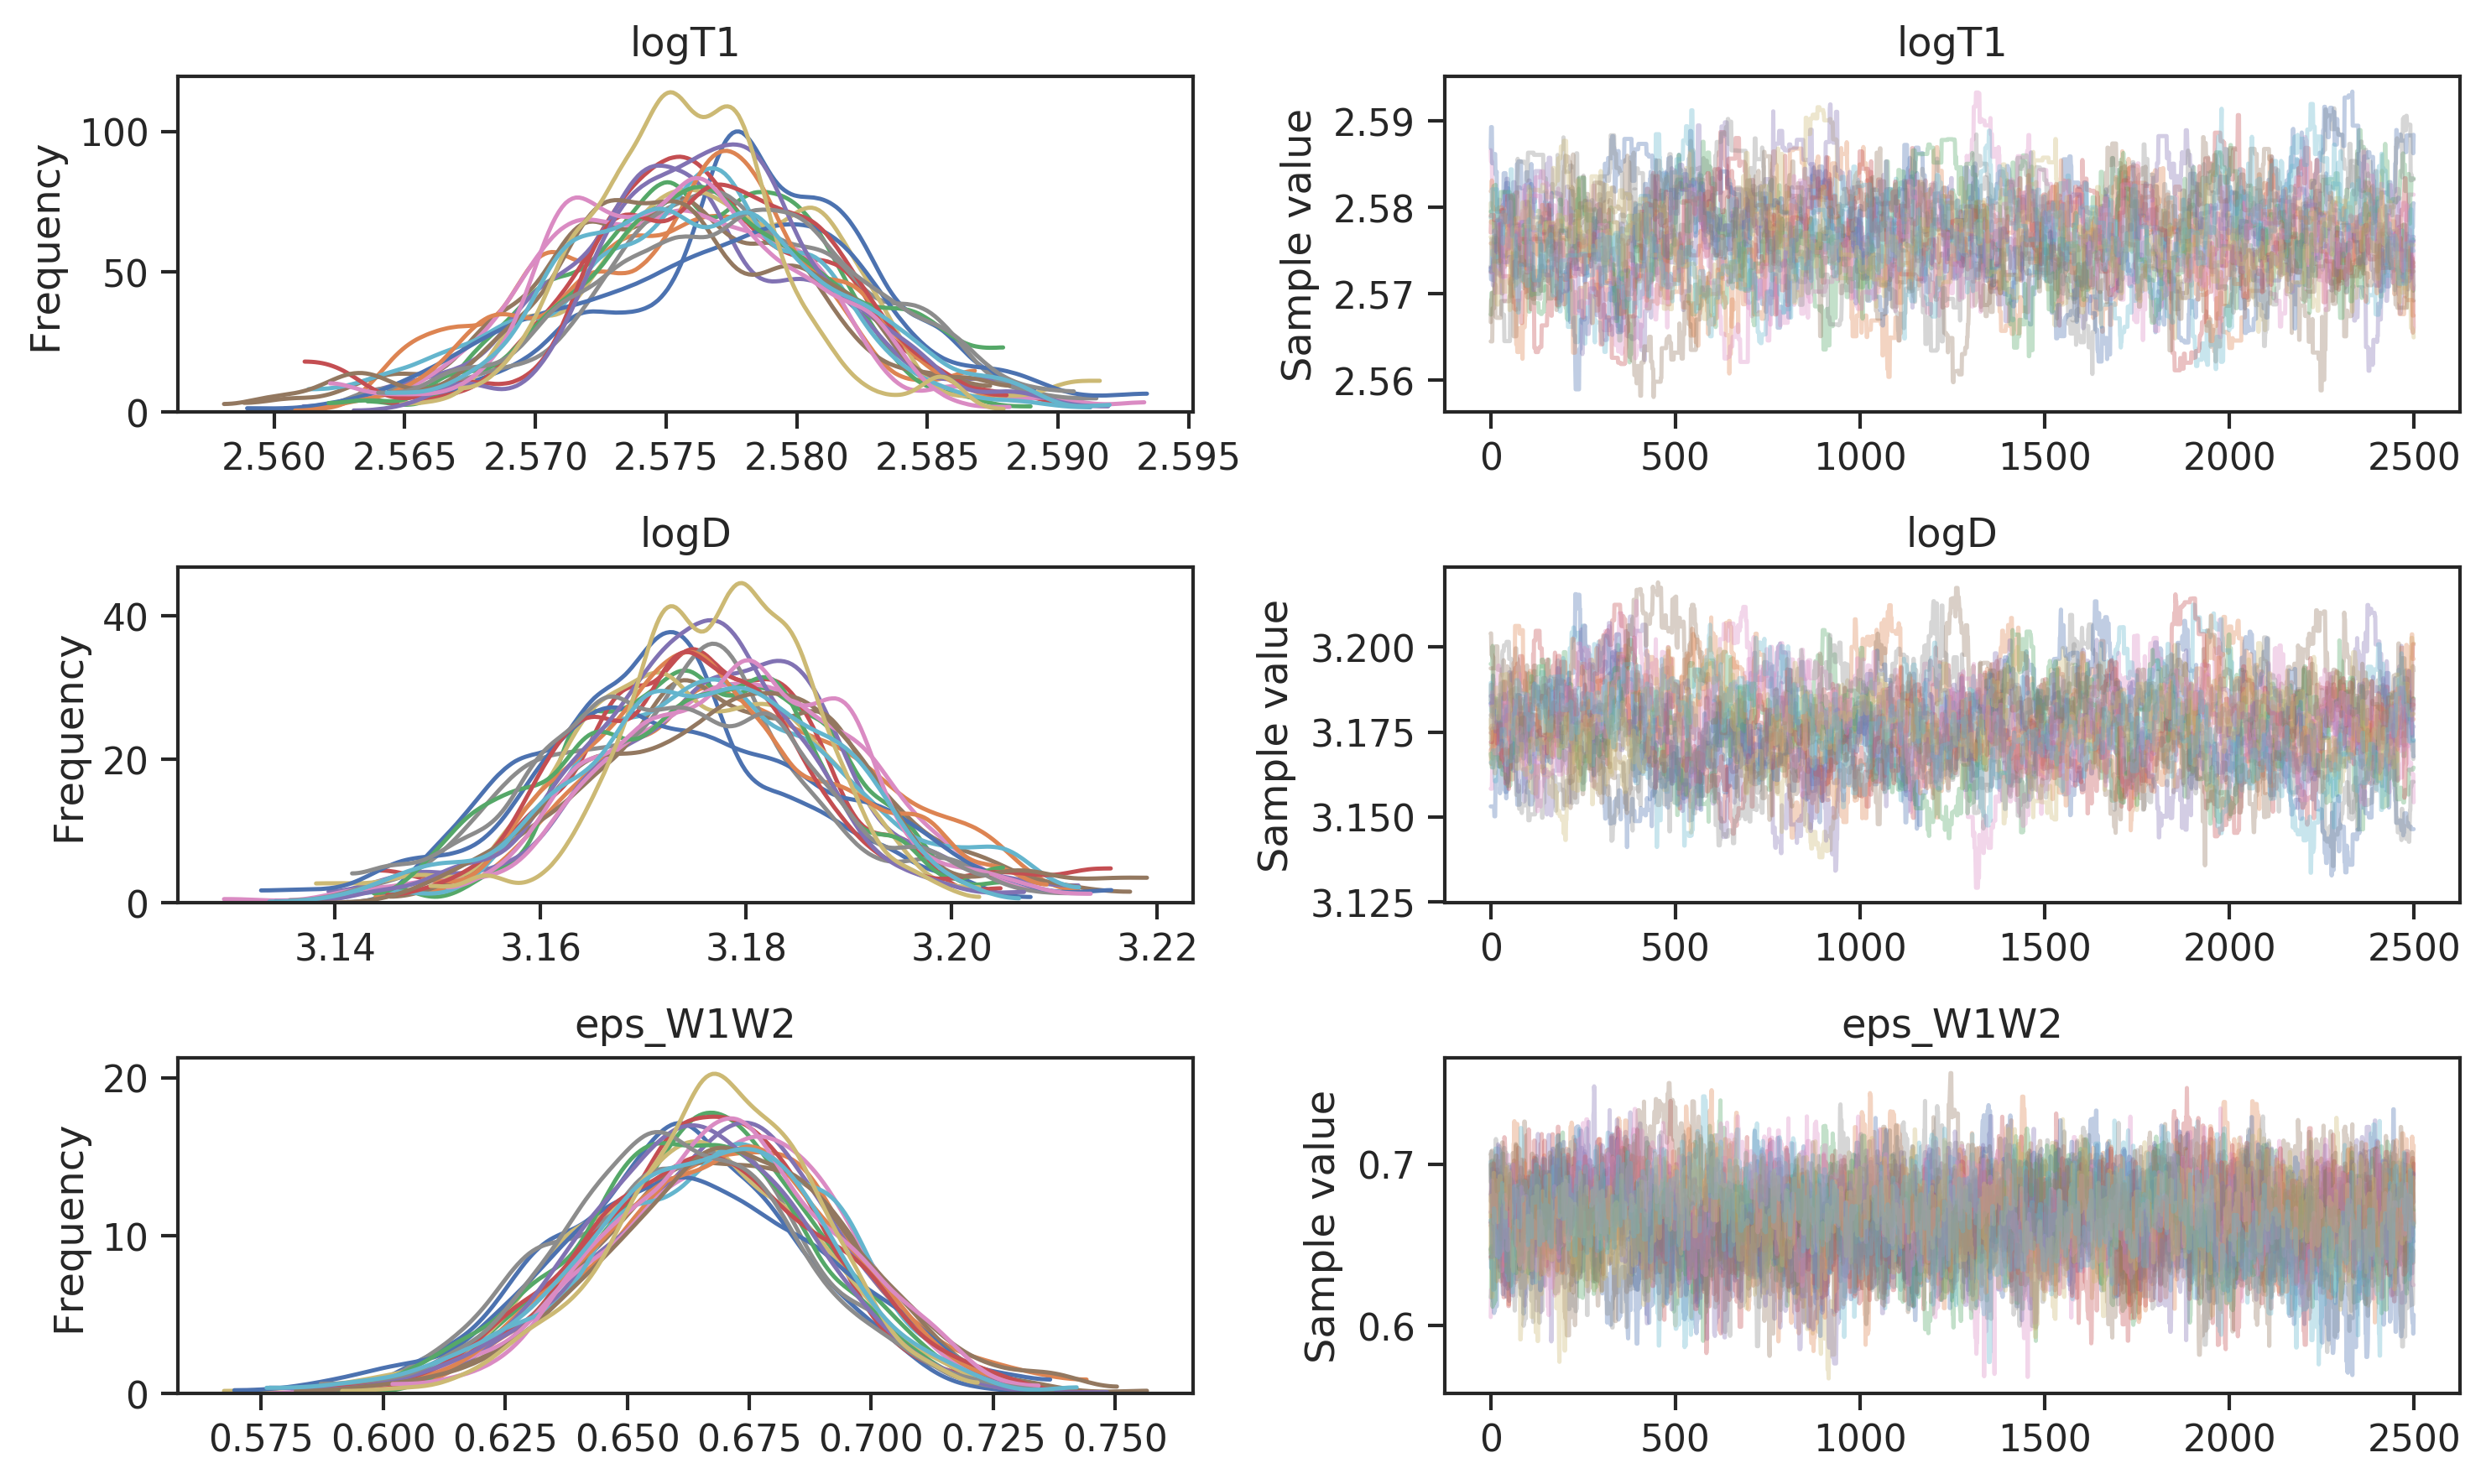 logT1
Frequency
100
50
0
2.560 2.565 2.570 2.575 2.580 2.585 2.590 2.595
logT1
Sample value
2.59
2.58
2.57
2.56
0 500 1000 1500 2000 2500
logD
Frequency
40
20
0
3.14 3.16 3.18 3.20 3.22
logD
Sample value
3.200
3.175
3.150
3.125
0 500 1000 1500 2000 2500
eps_W1W2
Frequency
20
10
0
0.575 0.600 0.625 0.650 0.675 0.700 0.725 0.750
eps_W1W2
Sample value
0.7
0.6
0 500 1000 1500 2000 2500